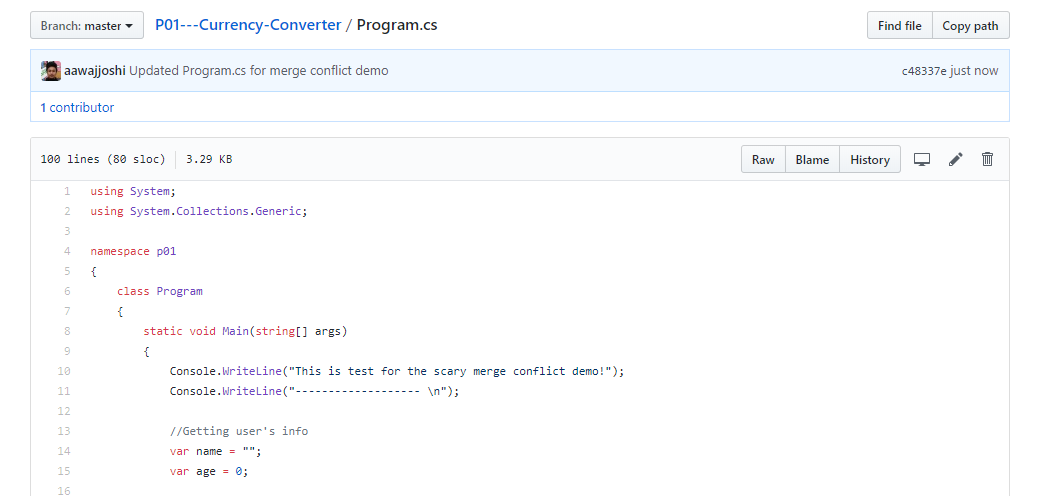 Branch: master P01---Currency-Converter / Program.cs Find file Copy path
aawajjoshi Updated Program.cs for merge conflict demo c48337e just now
1 contributor
100 lines (80 sloc) 3.29 KB Raw Blame History
1 using System;
2 using System.Collections.Generic;
3
4 namespace p01
5 {
6 class Program
7 {
8 static void Main(string[] args)
9 {
10 Console.WriteLine("This is test for the scary merge conflict demo!");
11 Console.WriteLine("------------------- \n");
12
13 //Getting user's info
14 var name = "";
15 var age = 0;
16